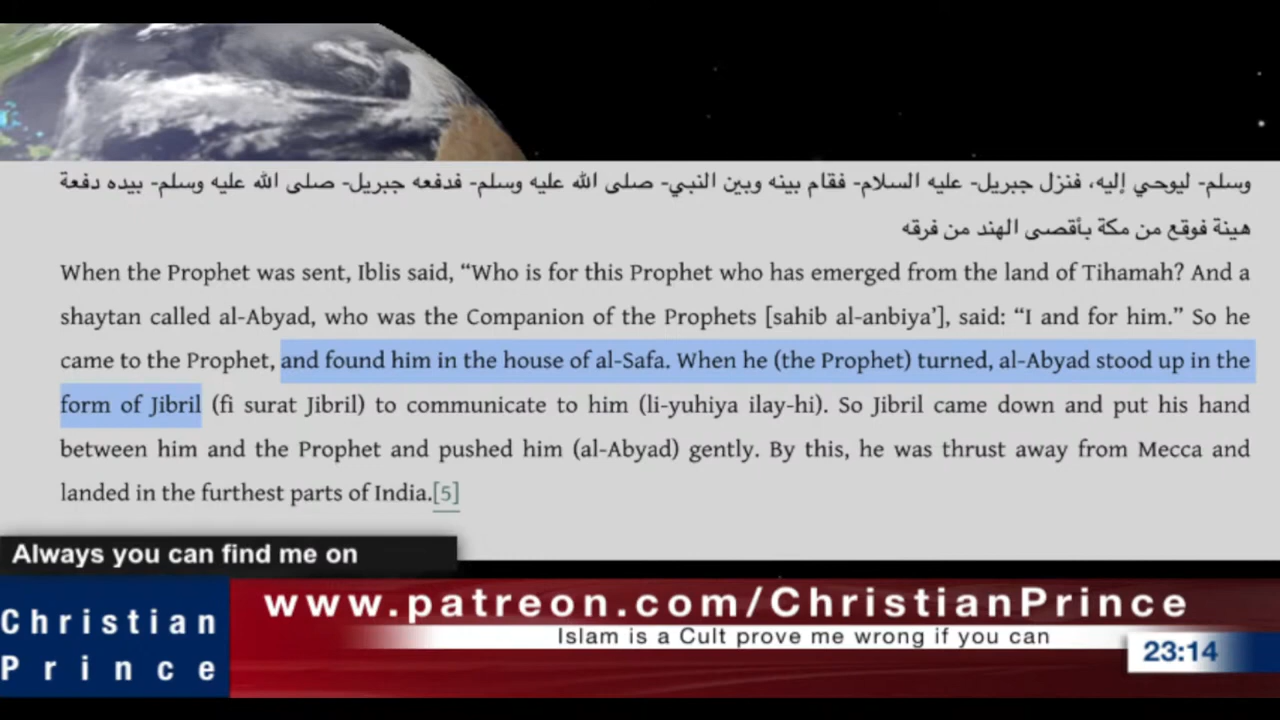 وسلم- ليوحي إليه، فنزل جبريل- عليه السلام- فقام بينه وبين النبي- صلى الله عليه وسلم- فدفعه جبريل- صلى الله عليه وسلم- بيده دفعة
هينة فوقع من مكة بأقصى الهند من فرقه
When the Prophet was sent, Iblis said, “Who is for this Prophet who has emerged from the land of Tihamah? And a
shaytan called al-Abyad, who was the Companion of the Prophets [sahib al-anbiya’], said: “I and for him.” So he
came to the Prophet, and found him in the house of al-Safa. When he (the Prophet) turned, al-Abyad stood up in the
form of Jibril (fi surat Jibril) to communicate to him (li-yuhiya ilay-hi). So Jibril came down and put his hand
between him and the Prophet and pushed him (al-Abyad) gently. By this, he was thrust away from Mecca and
landed in the furthest parts of India.[5]
Always you can find me on
Christian
Prince
www.patreon.com/ChristianPrince
Islam is a Cult prove me wrong if you can
23:14